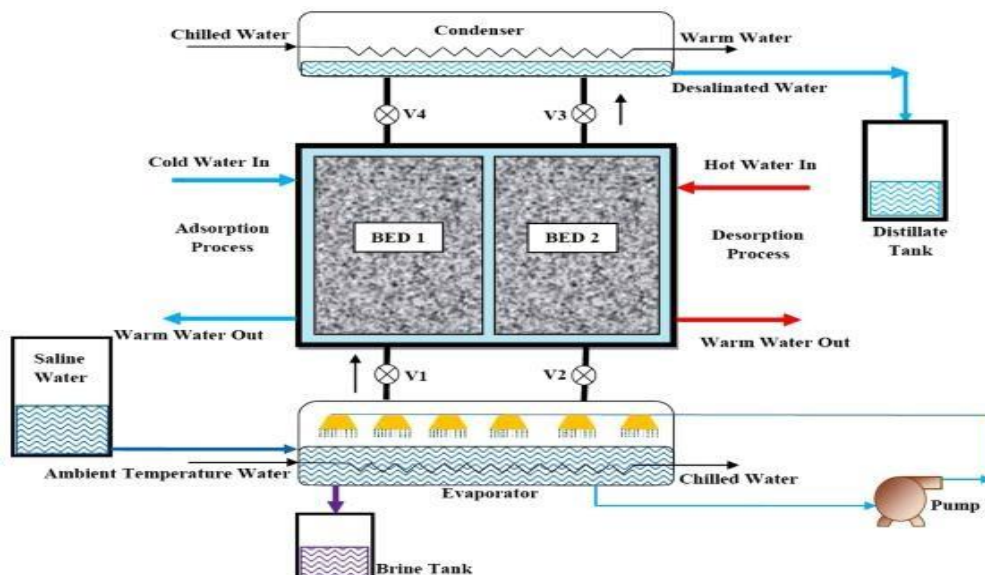 Condenser
Chilled Water
Warm Water
Desalinated Water
V4
V3
Cold Water In
Hot Water In
Adsorption
Process
BED 1
BED 2
Desorption
Process
Distillate
Tank
Warm Water Out
Warm Water Out
Saline
Water
V1
V2
Ambient Temperature Water
Evaporator
Chilled Water
Pump
Brine Tank